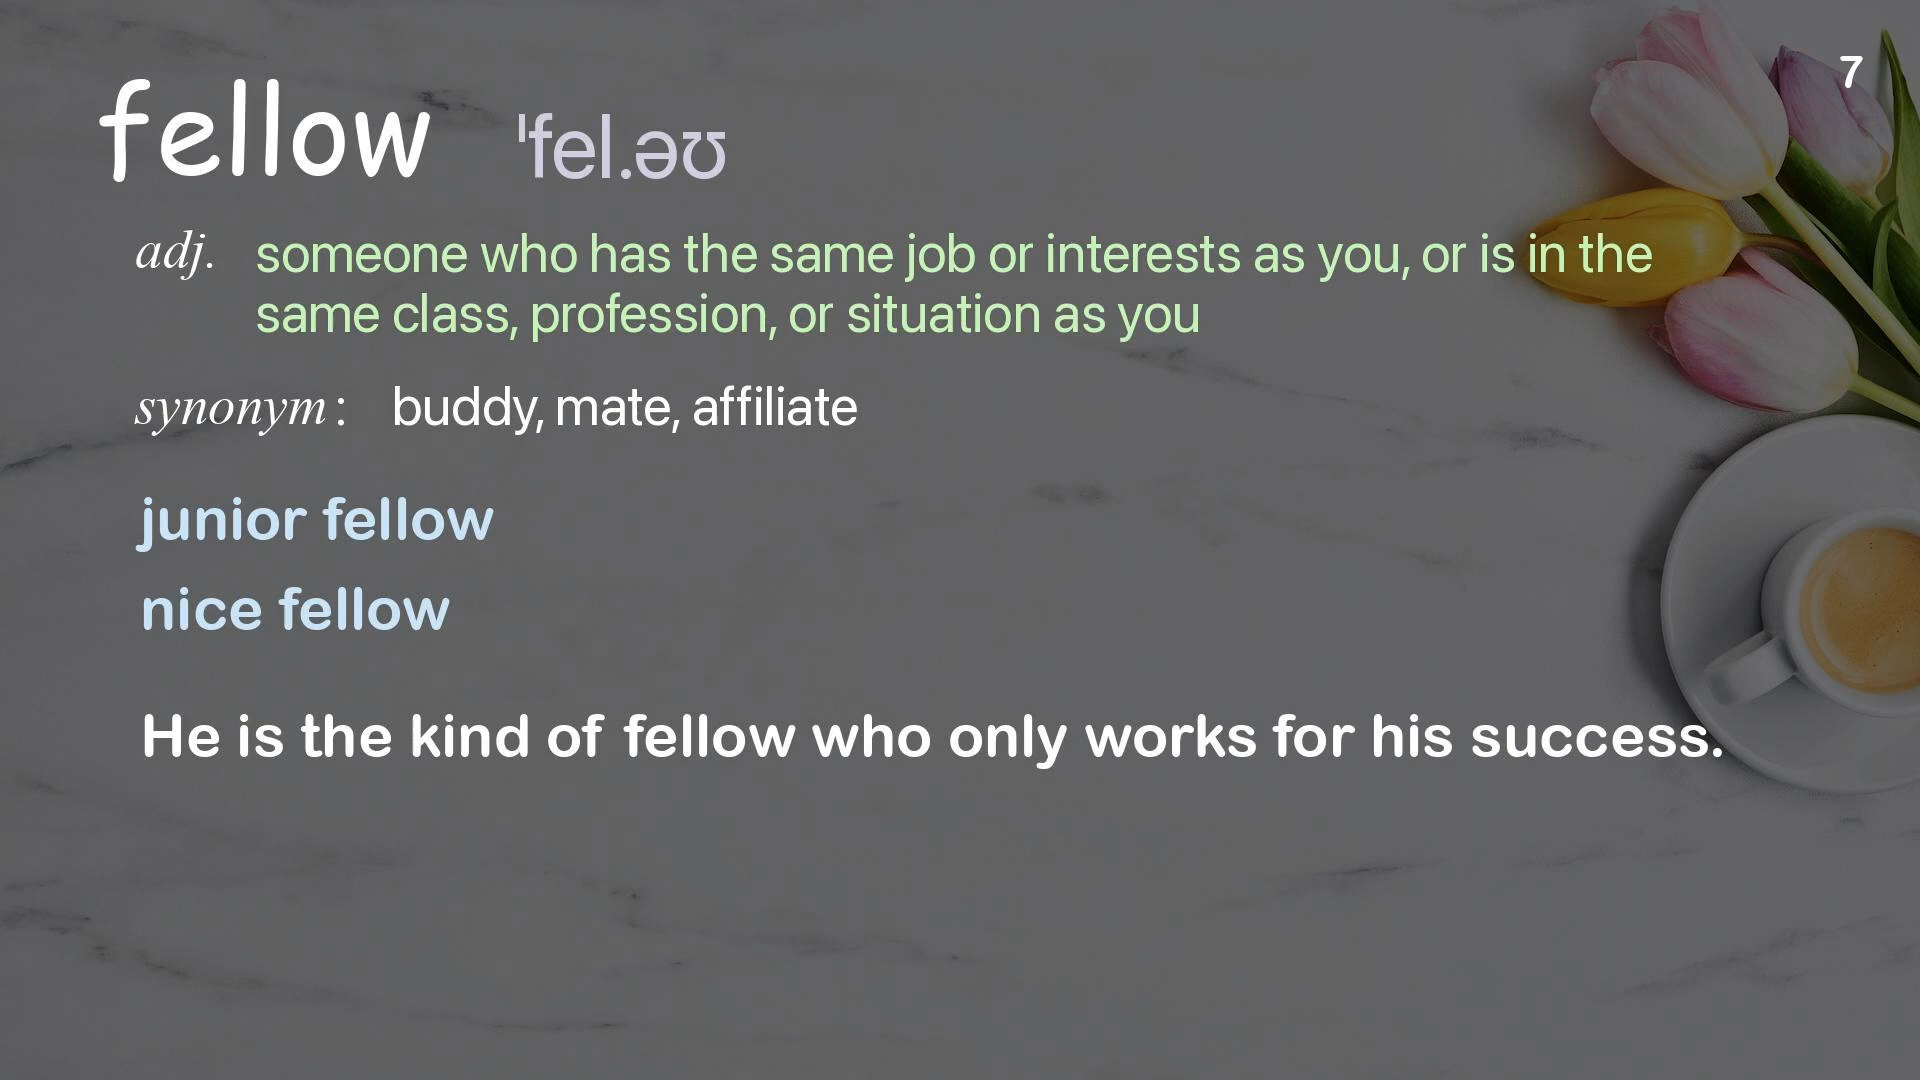 7
fellow ˈfel.əʊ
adj. someone who has the same job or interests as you, or is in the
same class, profession, or situation as you
synonym: buddy, mate, affiliate
junior fellow
nice fellow
He is the kind of fellow who only works for his success.